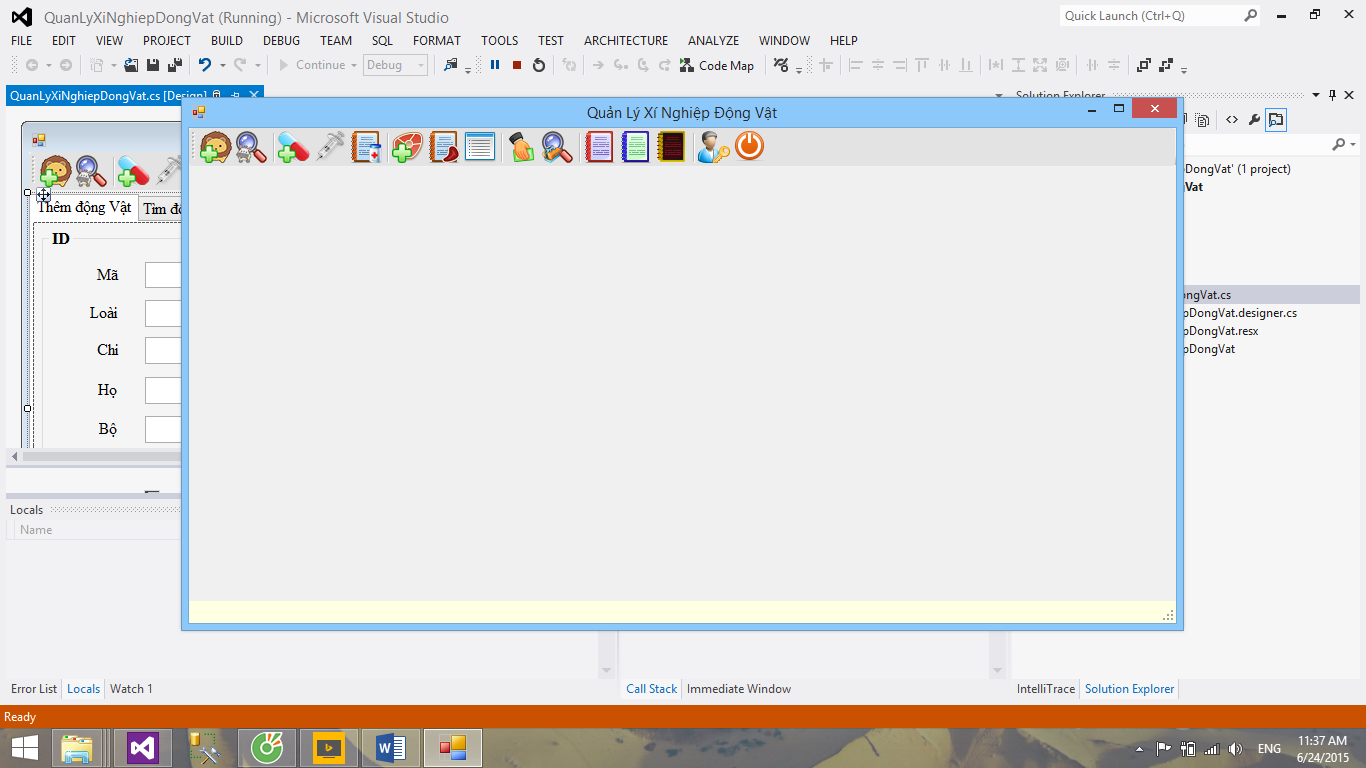 QuanLyXiNghiepDongVat (Running) - Microsoft Visual Studio
Quick Launch (Ctrl+Q)
FILE EDIT VIEW PROJECT BUILD DEBUG TEAM SQL FORMAT TOOLS TEST ARCHITECTURE ANALYZE WINDOW HELP
Continue Debug Code Map
QuanLyXiNghiepDongVat.cs [Design]
Solution Explorer
Quản Lý Xí Nghiệp Động Vật
DongVat' (1 project)
Vat
Thêm động Vật Tìm
ID
Mã
Loài
Chi
Họ
Bộ
ongVat.cs
pDongVat.designer.cs
pDongVat.resx
pDongVat
Locals
Name
Error List Locals Watch 1 Call Stack Immediate Window IntelliTrace Solution Explorer
Ready
ENG
11:37 AM
6/24/2015